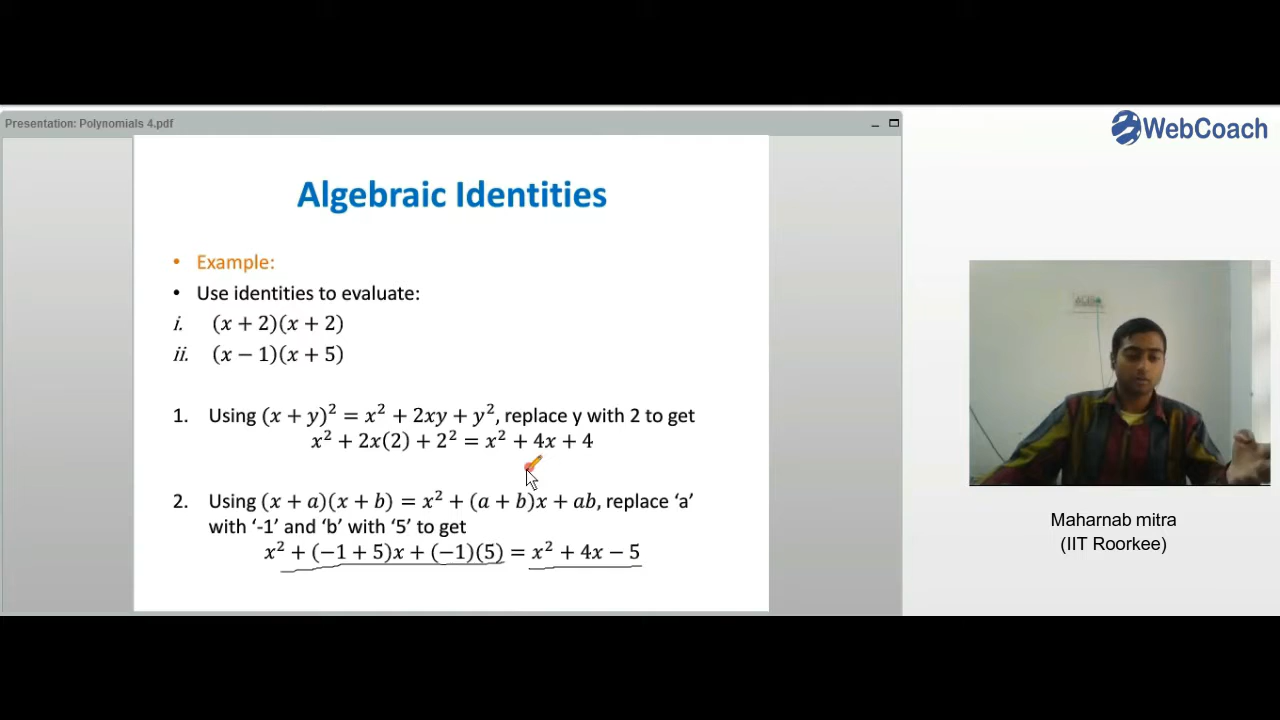 Presentation: Polynomials 4.pdf
WebCoach
Algebraic Identities
• Example:
• Use identities to evaluate:
i. (x + 2)(x + 2)
ii. (x − 1)(x + 5)
1. Using (x + y)² = x² + 2xy + y², replace y with 2 to get
x² + 2x(2) + 2² = x² + 4x + 4
2. Using (x + a)(x + b) = x² + (a + b)x + ab, replace ‘a’
with ‘-1’ and ‘b’ with ‘5’ to get
x² + (−1 + 5)x + (−1)(5) = x² + 4x − 5
Maharnab mitra
(IIT Roorkee)